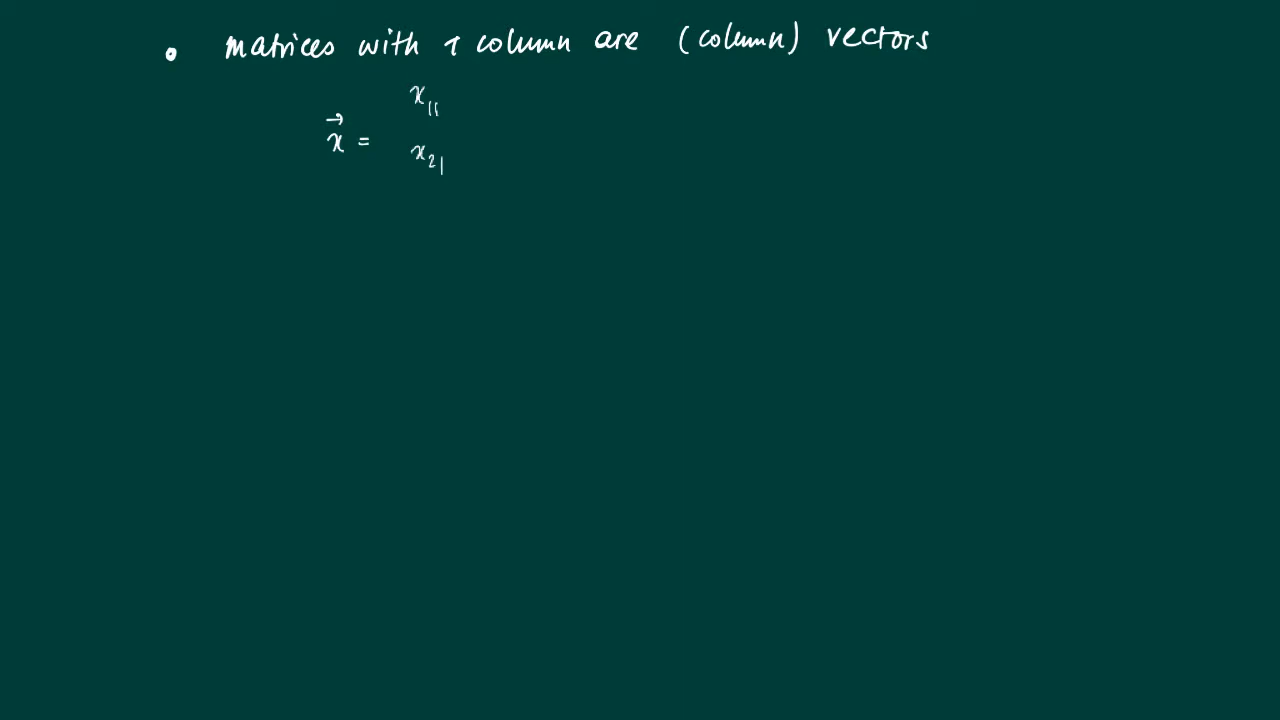 • matrices with 1 column are (column) vectors
x₁₁
x⃗ =
x₂₁